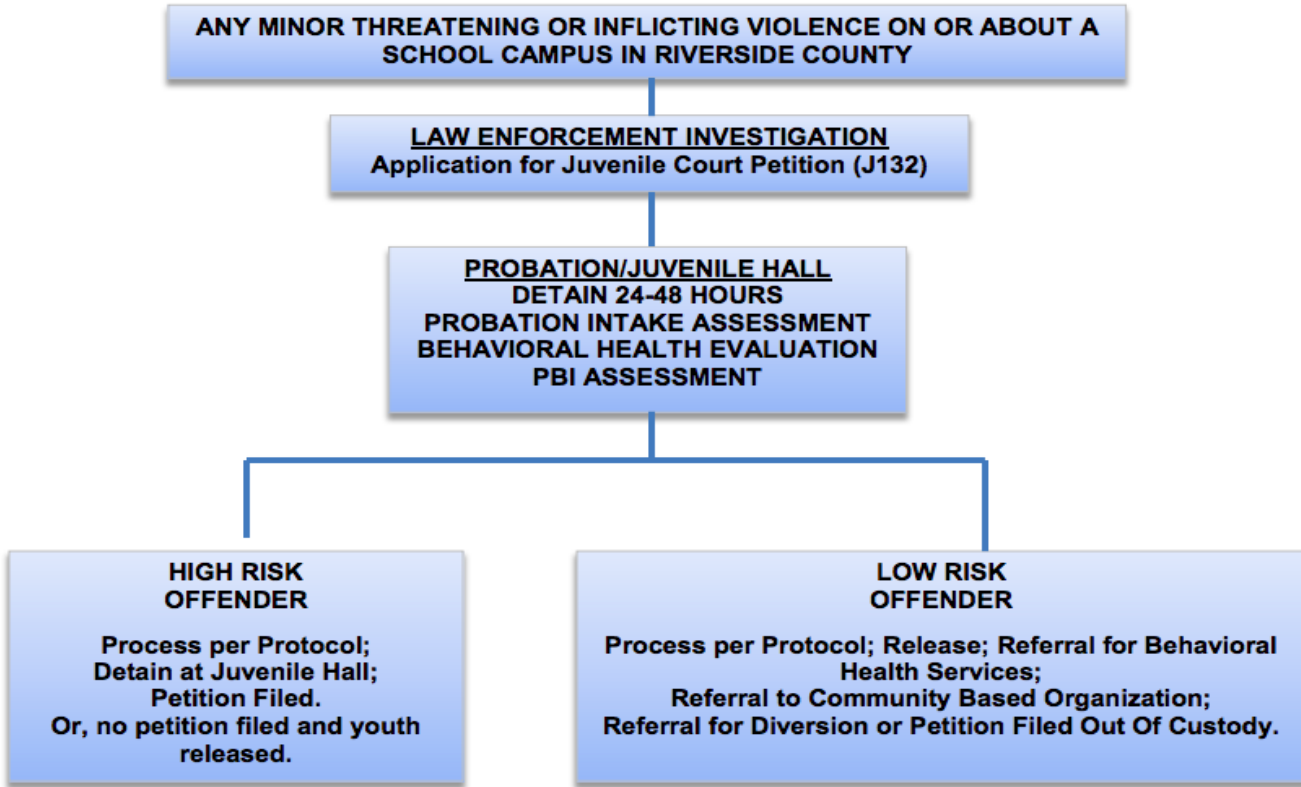 ANY MINOR THREATENING OR INFLICTING VIOLENCE ON OR ABOUT A
SCHOOL CAMPUS IN RIVERSIDE COUNTY
LAW ENFORCEMENT INVESTIGATION
Application for Juvenile Court Petition (J132)
PROBATION/JUVENILE HALL
DETAIN 24-48 HOURS
PROBATION INTAKE ASSESSMENT
BEHAVIORAL HEALTH EVALUATION
PBI ASSESSMENT
HIGH RISK
OFFENDER
Process per Protocol;
Detain at Juvenile Hall;
Petition Filed.
Or, no petition filed and youth
released.
LOW RISK
OFFENDER
Process per Protocol; Release; Referral for Behavioral
Health Services;
Referral to Community Based Organization;
Referral for Diversion or Petition Filed Out Of Custody.